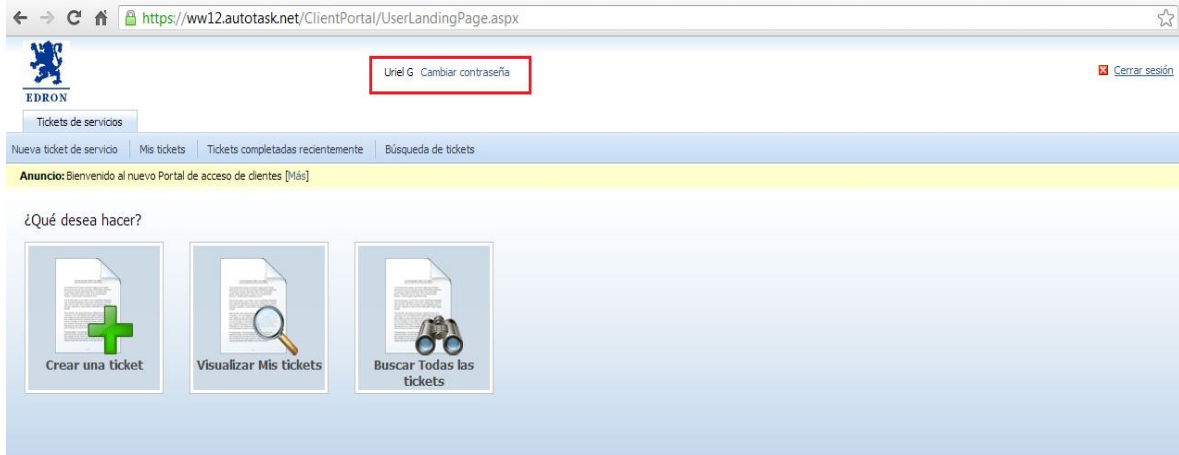 https://ww12.autotask.net/ClientPortal/UserLandingPage.aspx
EDRON
Uriel G Cambiar contraseña
Cerrar sesión
Tickets de servicios
Nueva ticket de servicio Mis tickets Tickets completadas recientemente Búsqueda de tickets
Anuncio: Bienvenido al nuevo Portal de acceso de clientes [Más]
¿Qué desea hacer?
Crear una ticket
Visualizar Mis tickets
Buscar Todas las
tickets